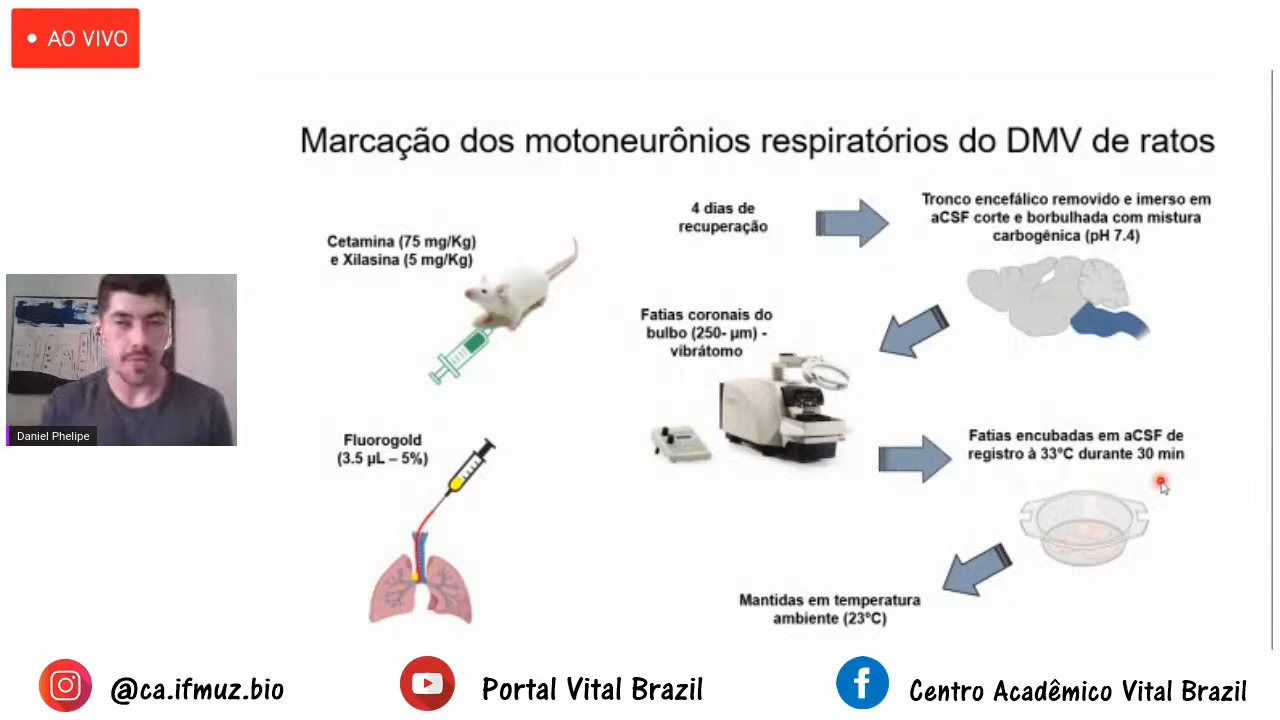 AO VIVO
Marcação dos motoneurônios respiratórios do DMV de ratos
Cetamina (75 mg/Kg)
e Xilasina (5 mg/Kg)
4 dias de
recuperação
Tronco encefálico removido e imerso em
aCSF corte e borbulhada com mistura
carbogênica (pH 7.4)
Fatias coronais do
bulbo (250- µm) -
vibrátomo
Daniel Phelipe
Fluorogold
(3.5 µL – 5%)
Fatias encubadas em aCSF de
registro à 33ºC durante 30 min
Mantidas em temperatura
ambiente (23ºC)
@ca.ifmuz.bio
Portal Vital Brazil
Centro Acadêmico Vital Brazil